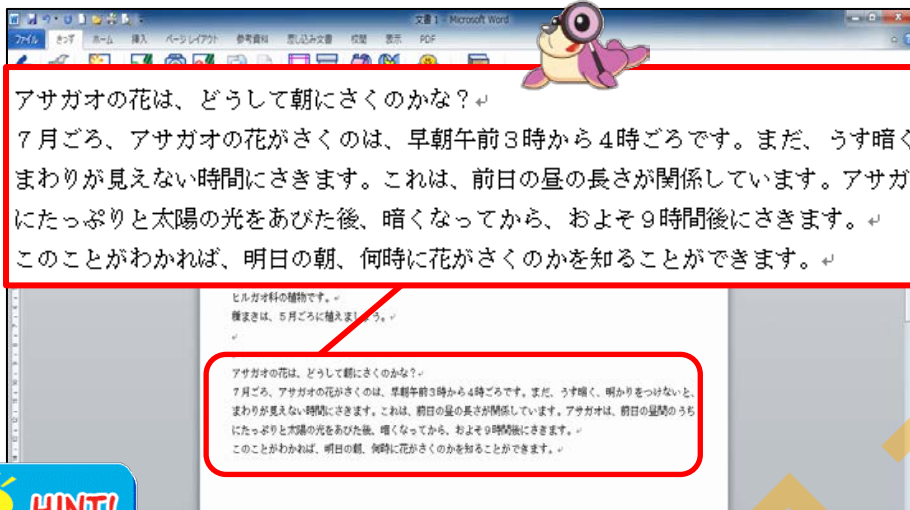 文書1 - Microsoft Word
ファイル きっず ホーム 挿入 ページレイアウト 参考資料 差し込み文書 校閲 表示 PDF
アサガオの花は、どうして朝にさくのかな？
７月ごろ、アサガオの花がさくのは、早朝午前３時から４時ごろです。まだ、うす暗く
まわりが見えない時間にさきます。これは、前日の昼の長さが関係しています。アサガ
にたっぷりと太陽の光をあびた後、暗くなってから、およそ９時間後にさきます。
このことがわかれば、明日の朝、何時に花がさくのかを知ることができます。
ヒルガオ科の植物です。
種まきは、５月ごろに植えましょう。
アサガオの花は、どうして朝にさくのかな？
７月ごろ、アサガオの花がさくのは、早朝午前３時から４時ごろです。まだ、うす暗く、明かりをつけないと、
まわりが見えない時間にさきます。これは、前日の昼の長さが関係しています。アサガオは、前日の昼間のうち
にたっぷりと太陽の光をあびた後、暗くなってから、およそ９時間後にさきます。
このことがわかれば、明日の朝、何時に花がさくのかを知ることができます。
HINT!